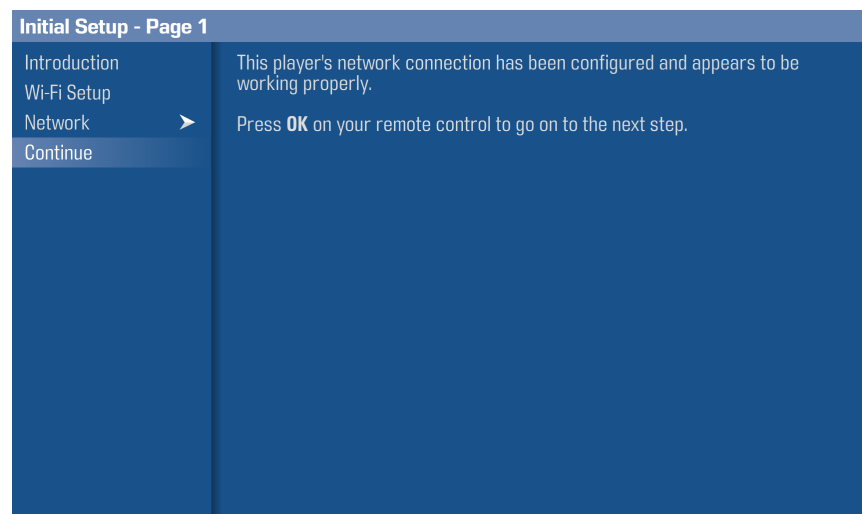 Initial Setup - Page 1
Introduction
Wi-Fi Setup
Network
Continue
This player's network connection has been configured and appears to be
working properly.
Press OK on your remote control to go on to the next step.